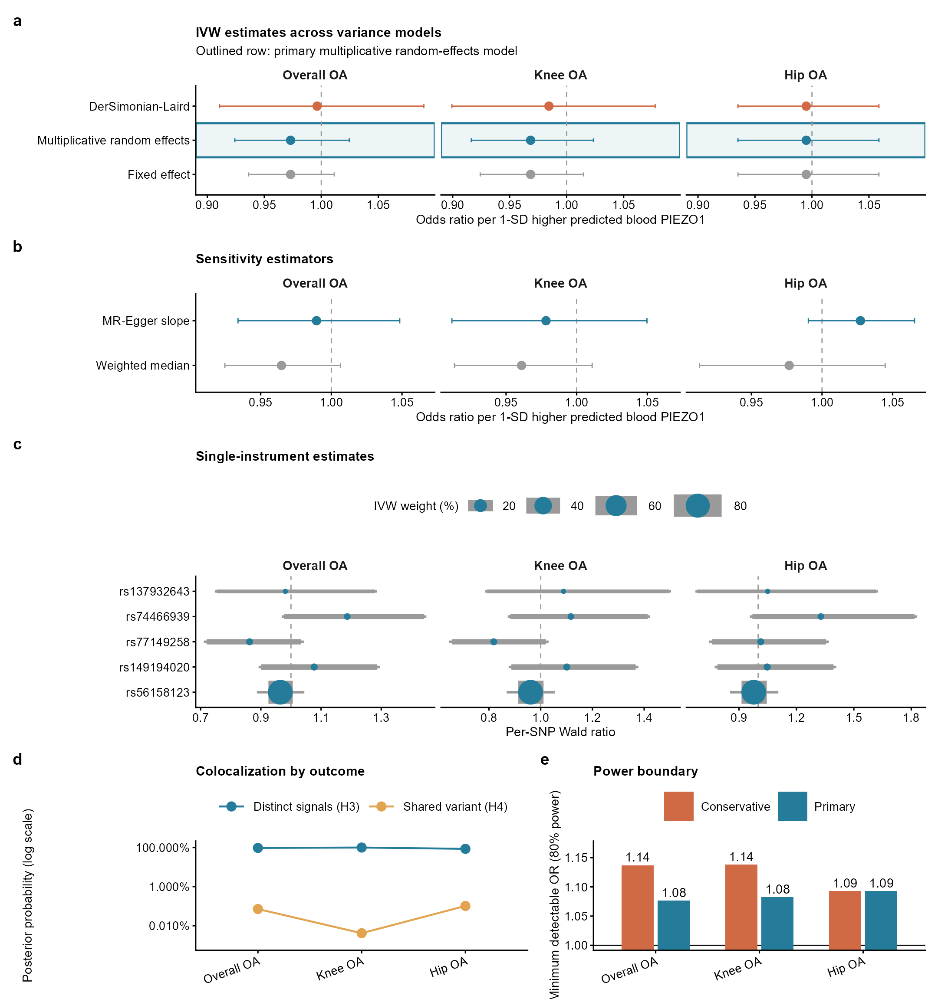 a
IVW estimates across variance models
Outlined row: primary multiplicative random-effects model
Overall OA
Knee OA
Hip OA
DerSimonian-Laird
Multiplicative random effects
Fixed effect
0.90 0.95 1.00 1.05
0.90 0.95 1.00 1.05
0.90 0.95 1.00 1.05
Odds ratio per 1-SD higher predicted blood PIEZO1
b
Sensitivity estimators
Overall OA
Knee OA
Hip OA
MR-Egger slope
Weighted median
0.95 1.00 1.05
0.95 1.00 1.05
0.95 1.00 1.05
Odds ratio per 1-SD higher predicted blood PIEZO1
c
Single-instrument estimates
IVW weight (%) 20 40 60 80
Overall OA
Knee OA
Hip OA
rs137932643
rs74466939
rs77149258
rs149194020
rs56158123
0.7 0.9 1.1 1.3
0.8 1.0 1.2 1.4
0.9 1.2 1.5 1.8
Per-SNP Wald ratio
d
Colocalization by outcome
Distinct signals (H3) Shared variant (H4)
Posterior probability (log scale)
100.000%
1.000%
0.010%
Overall OA
Knee OA
Hip OA
e
Power boundary
Conservative Primary
Minimum detectable OR (80% power)
1.15
1.10
1.05
1.00
1.14
1.08
1.14
1.08
1.09
1.09
Overall OA
Knee OA
Hip OA